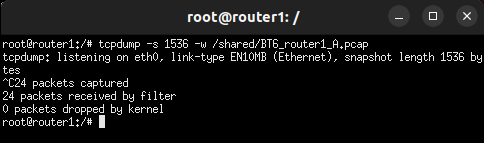 root@router1: /
root@router1:/# tcpdump -s 1536 -w /shared/BT6_router1_A.pcap
tcpdump: listening on eth0, link-type EN10MB (Ethernet), snapshot length 1536 by
tes
^C24 packets captured
24 packets received by filter
0 packets dropped by kernel
root@router1:/#